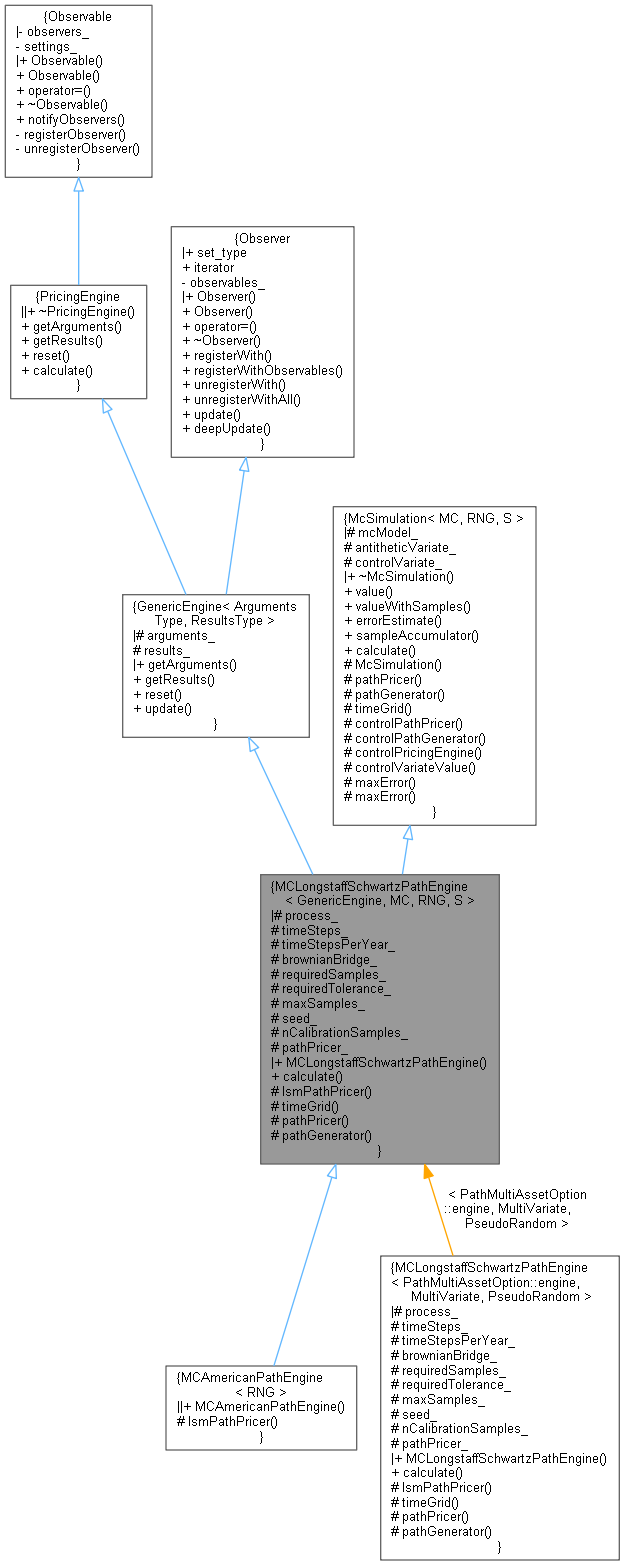 {Observable
|- observers_
- settings_
|+ Observable()
+ Observable()
+ operator=()
+ ~Observable()
+ notifyObservers()
- registerObserver()
- unregisterObserver()
}
{Observer
|+ set_type
+ iterator
- observables_
|+ Observer()
+ Observer()
+ operator=()
+ ~Observer()
+ registerWith()
+ registerWithObservables()
+ unregisterWith()
+ unregisterWithAll()
+ update()
+ deepUpdate()
}
{PricingEngine
||+ ~PricingEngine()
+ getArguments()
+ getResults()
+ reset()
+ calculate()
}
{McSimulation< MC, RNG, S >
|# mcModel_
# antitheticVariate_
# controlVariate_
|+ ~McSimulation()
+ value()
+ valueWithSamples()
+ errorEstimate()
+ sampleAccumulator()
+ calculate()
# McSimulation()
# pathPricer()
# pathGenerator()
# timeGrid()
# controlPathPricer()
# controlPathGenerator()
# controlPricingEngine()
# controlVariateValue()
# maxError()
# maxError()
}
{GenericEngine< Arguments
Type, ResultsType >
|# arguments_
# results_
|+ getArguments()
+ getResults()
+ reset()
+ update()
}
{MCLongstaffSchwartzPathEngine
< GenericEngine, MC, RNG, S >
|# process_
# timeSteps_
# timeStepsPerYear_
# brownianBridge_
# requiredSamples_
# requiredTolerance_
# maxSamples_
# seed_
# nCalibrationSamples_
# pathPricer_
|+ MCLongstaffSchwartzPathEngine()
+ calculate()
# lsmPathPricer()
# timeGrid()
# pathPricer()
# pathGenerator()
}
< PathMultiAssetOption
::engine, MultiVariate,
PseudoRandom >
{MCAmericanPathEngine
< RNG >
||+ MCAmericanPathEngine()
# lsmPathPricer()
}
{MCLongstaffSchwartzPathEngine
< PathMultiAssetOption::engine,
MultiVariate, PseudoRandom >
|# process_
# timeSteps_
# timeStepsPerYear_
# brownianBridge_
# requiredSamples_
# requiredTolerance_
# maxSamples_
# seed_
# nCalibrationSamples_
# pathPricer_
|+ MCLongstaffSchwartzPathEngine()
+ calculate()
# lsmPathPricer()
# timeGrid()
# pathPricer()
# pathGenerator()
}